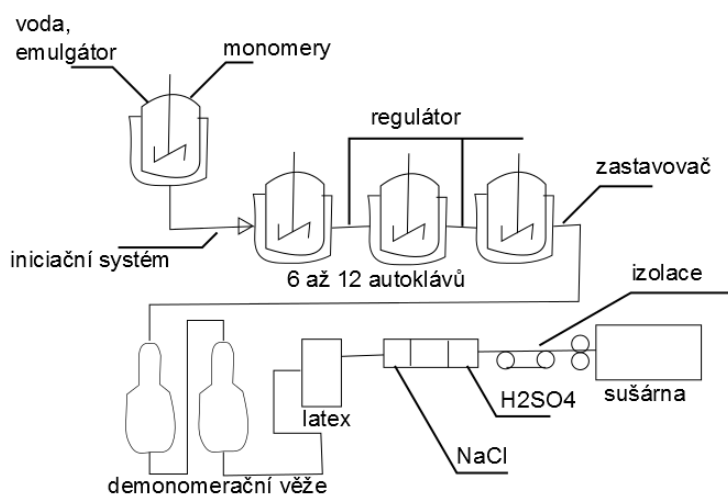 voda,
emulgátor
monomery
regulátor
zastavovač
iniciační systém
6 až 12 autoklávů
izolace
latex
H2SO4
sušárna
NaCl
demonomerační věže